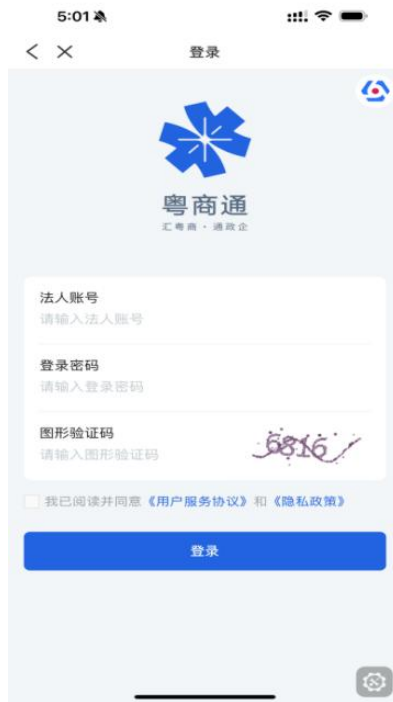 5:01
登录
粤商通
汇粤商·通政企
法人账号
请输入法人账号
登录密码
请输入登录密码
图形验证码
请输入图形验证码
6816
我已阅读并同意《用户服务协议》和《隐私政策》
登录